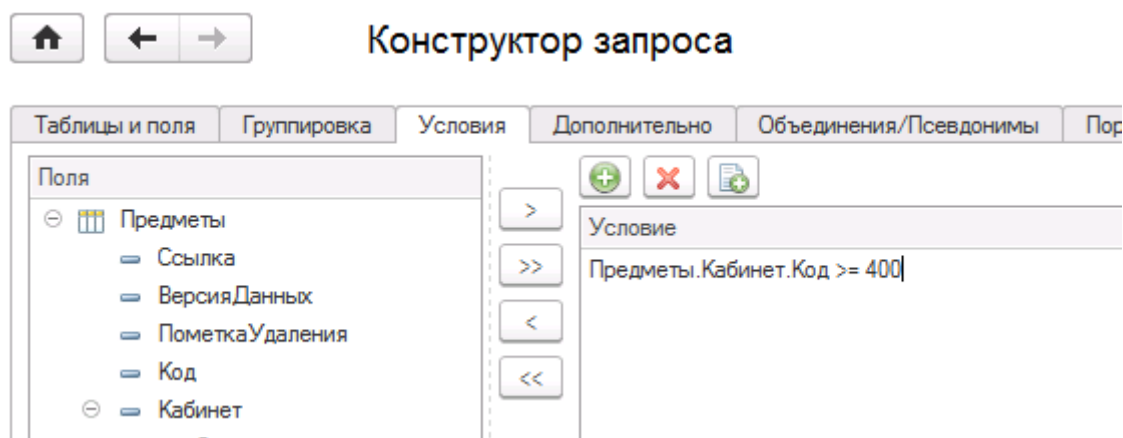 Конструктор запроса
Таблицы и поля Группировка Условия Дополнительно Объединения/Псевдонимы
Поля
Предметы
Ссылка
ВерсияДанных
ПометкаУдаления
Код
Кабинет
>
>>
<
<<
Условие
Предметы.Кабинет.Код >= 400